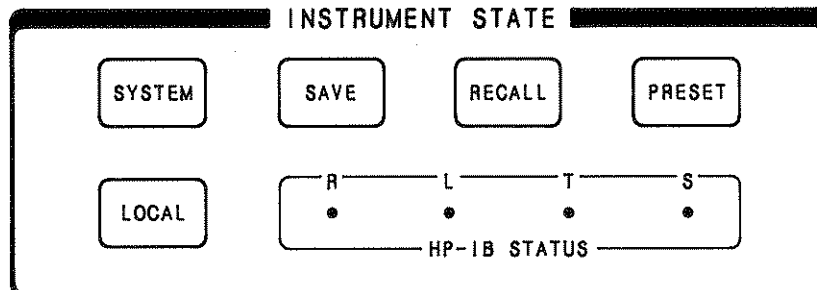 INSTRUMENT STATE
SYSTEM SAVE RECALL PRESET
R L T S
LOCAL
HP-IB STATUS